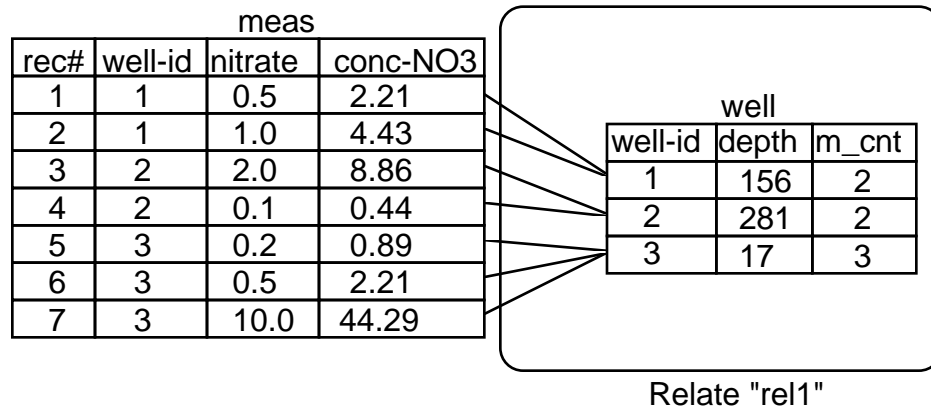 meas
rec# well-id nitrate conc-NO3
1 1 0.5 2.21
2 1 1.0 4.43
3 2 2.0 8.86
4 2 0.1 0.44
5 3 0.2 0.89
6 3 0.5 2.21
7 3 10.0 44.29
well
well-id depth m_cnt
1 156 2
2 281 2
3 17 3
Relate "rel1"